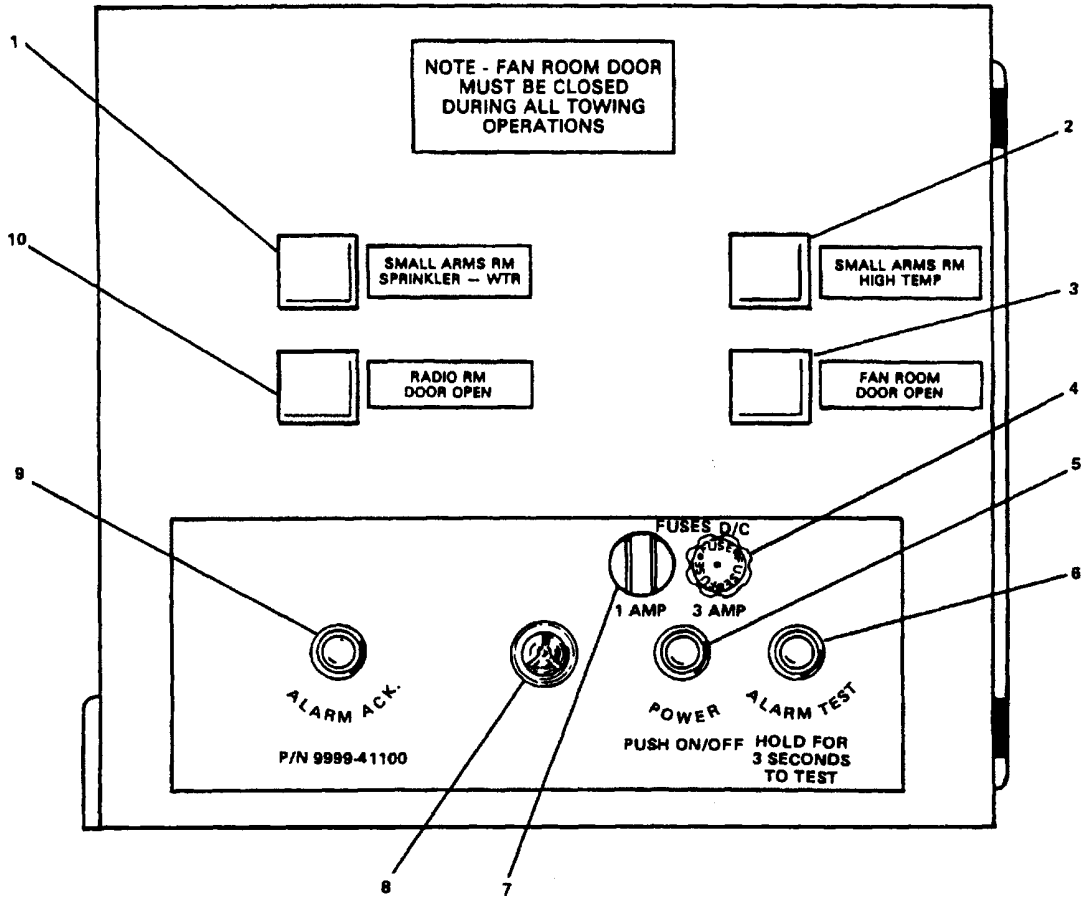 NOTE - FAN ROOM DOOR
MUST BE CLOSED
DURING ALL TOWING
OPERATIONS
1
2
10
SMALL ARMS RM
SPRINKLER — WTR
SMALL ARMS RM
HIGH TEMP
3
RADIO RM
DOOR OPEN
FAN ROOM
DOOR OPEN
4
9
5
FUSES D/C
FUSE FUSE FUSE
6
1 AMP
3 AMP
ALARM ACK.
POWER
ALARM TEST
P/N 9999-41100
PUSH ON/OFF
HOLD FOR
3 SECONDS
TO TEST
8
7